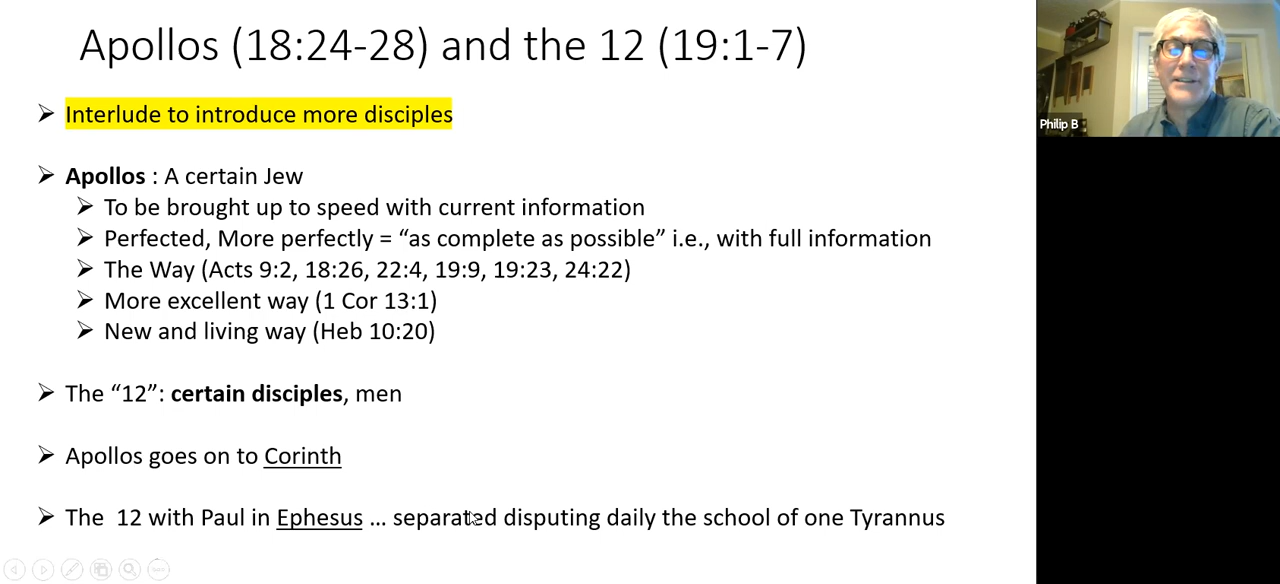 Apollos (18:24-28) and the 12 (19:1-7)
Interlude to introduce more disciples
Apollos : A certain Jew
To be brought up to speed with current information
Perfected, More perfectly = “as complete as possible” i.e., with full information
The Way (Acts 9:2, 18:26, 22:4, 19:9, 19:23, 24:22)
More excellent way (1 Cor 13:1)
New and living way (Heb 10:20)
The “12”: certain disciples, men
Apollos goes on to Corinth
The 12 with Paul in Ephesus … separated disputing daily the school of one Tyrannus
Philip B